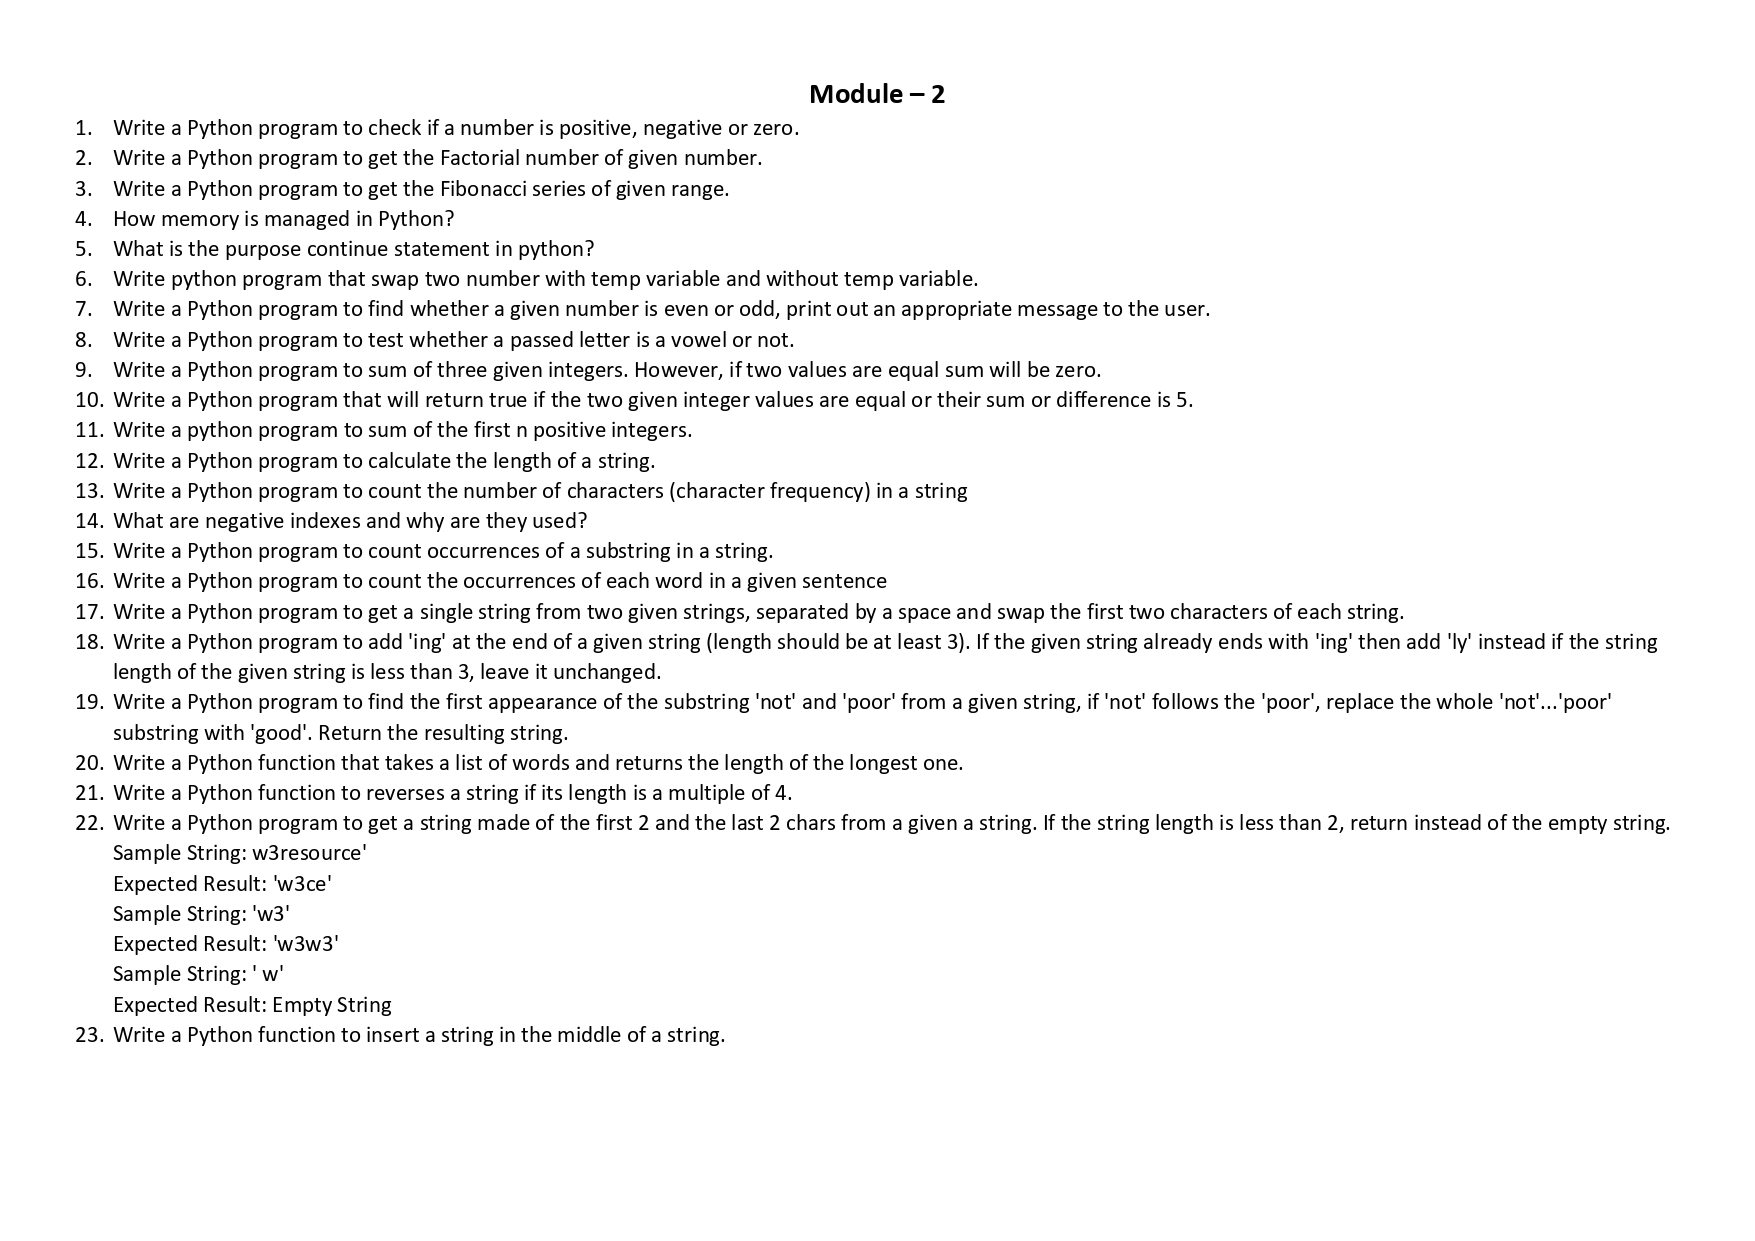 Module – 2
1. Write a Python program to check if a number is positive, negative or zero.
2. Write a Python program to get the Factorial number of given number.
3. Write a Python program to get the Fibonacci series of given range.
4. How memory is managed in Python?
5. What is the purpose continue statement in python?
6. Write python program that swap two number with temp variable and without temp variable.
7. Write a Python program to find whether a given number is even or odd, print out an appropriate message to the user.
8. Write a Python program to test whether a passed letter is a vowel or not.
9. Write a Python program to sum of three given integers. However, if two values are equal sum will be zero.
10. Write a Python program that will return true if the two given integer values are equal or their sum or difference is 5.
11. Write a python program to sum of the first n positive integers.
12. Write a Python program to calculate the length of a string.
13. Write a Python program to count the number of characters (character frequency) in a string
14. What are negative indexes and why are they used?
15. Write a Python program to count occurrences of a substring in a string.
16. Write a Python program to count the occurrences of each word in a given sentence
17. Write a Python program to get a single string from two given strings, separated by a space and swap the first two characters of each string.
18. Write a Python program to add 'ing' at the end of a given string (length should be at least 3). If the given string already ends with 'ing' then add 'ly' instead if the string
length of the given string is less than 3, leave it unchanged.
19. Write a Python program to find the first appearance of the substring 'not' and 'poor' from a given string, if 'not' follows the 'poor', replace the whole 'not'...'poor'
substring with 'good'. Return the resulting string.
20. Write a Python function that takes a list of words and returns the length of the longest one.
21. Write a Python function to reverses a string if its length is a multiple of 4.
22. Write a Python program to get a string made of the first 2 and the last 2 chars from a given a string. If the string length is less than 2, return instead of the empty string.
Sample String: w3resource'
Expected Result: 'w3ce'
Sample String: 'w3'
Expected Result: 'w3w3'
Sample String: ' w'
Expected Result: Empty String
23. Write a Python function to insert a string in the middle of a string.